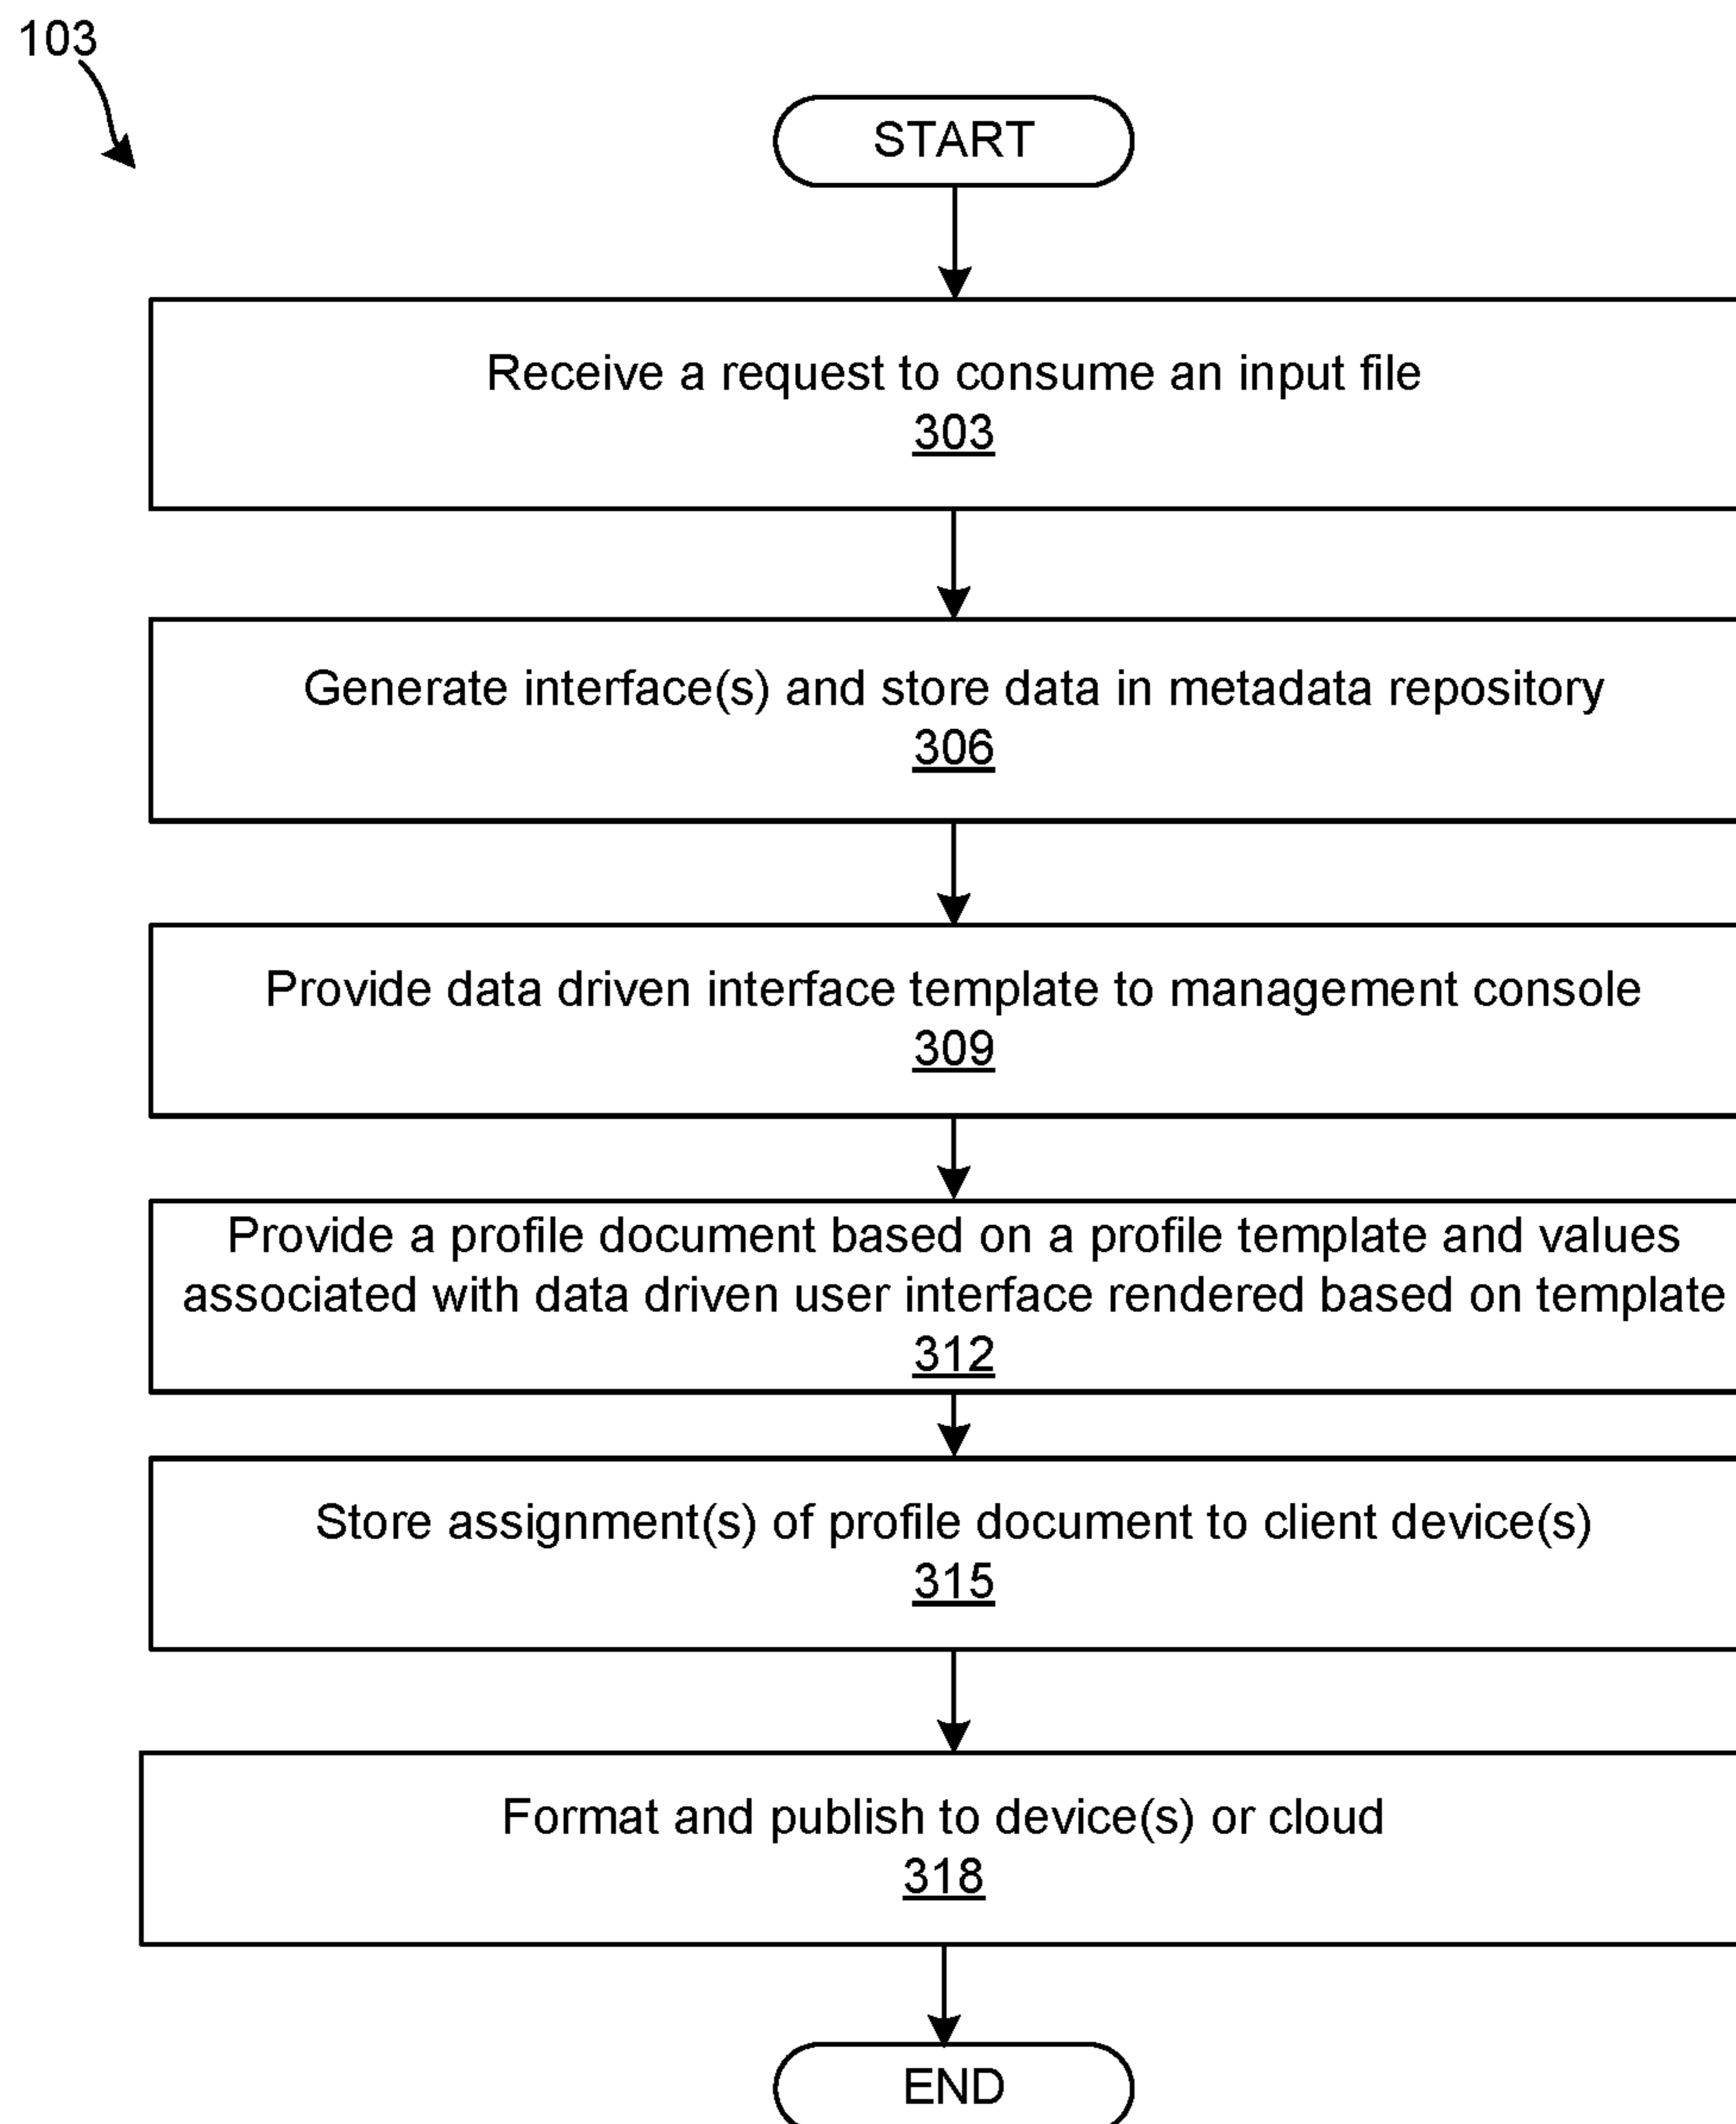 103
START
Receive a request to consume an input file
303
Generate interface(s) and store data in metadata repository
306
Provide data driven interface template to management console
309
Provide a profile document based on a profile template and values
associated with data driven user interface rendered based on template
312
Store assignment(s) of profile document to client device(s)
315
Format and publish to device(s) or cloud
318
END